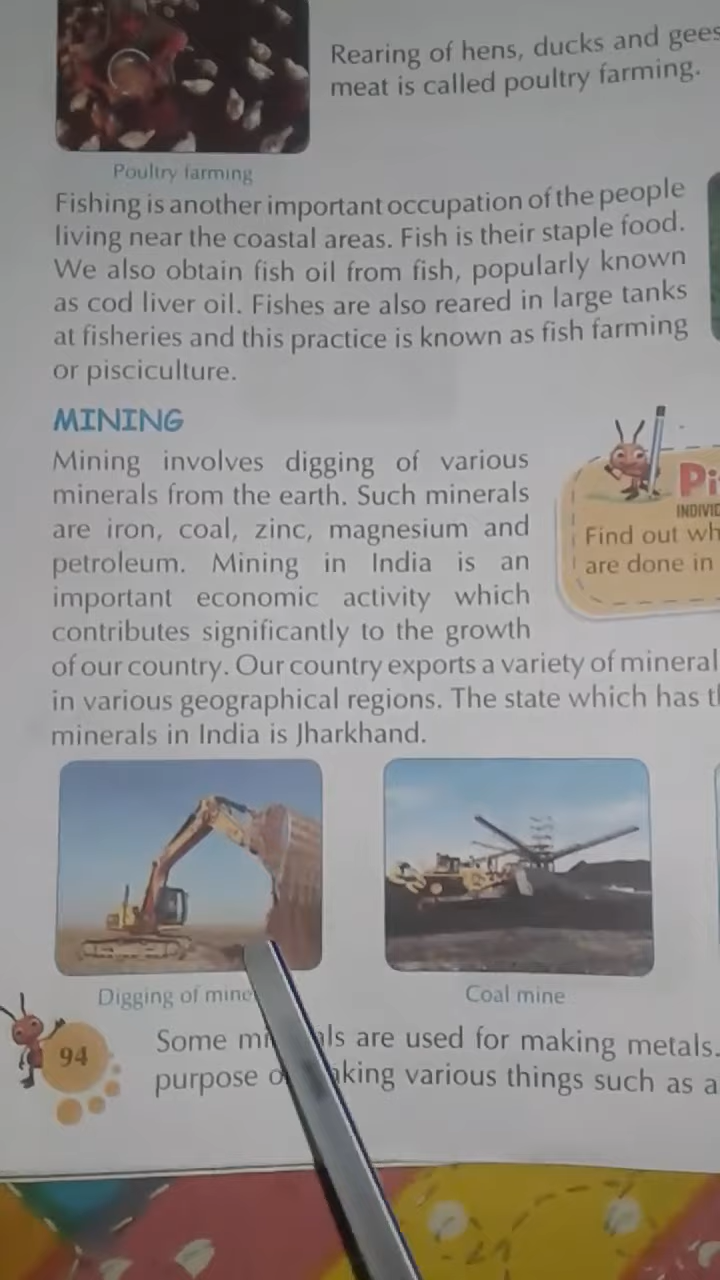 Rearing of hens, ducks and gees
meat is called poultry farming.
Poultry farming
Fishing is another important occupation of the people
living near the coastal areas. Fish is their staple food.
We also obtain fish oil from fish, popularly known
as cod liver oil. Fishes are also reared in large tanks
at fisheries and this practice is known as fish farming
or pisciculture.
MINING
Mining involves digging of various
minerals from the earth. Such minerals
are iron, coal, zinc, magnesium and
petroleum. Mining in India is an
important economic activity which
contributes significantly to the growth
of our country. Our country exports a variety of mineral
in various geographical regions. The state which has t
minerals in India is Jharkhand.
Pi
INDIVID
Find out wh
are done in
Digging of mine
Coal mine
94
Some are used for making metals.
purpose various things such as a